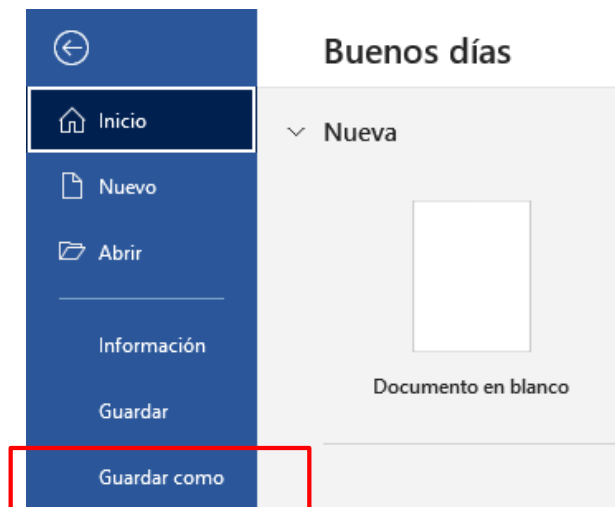 Buenos días
Inicio
Nueva
Nuevo
Abrir
Información
Documento en blanco
Guardar
Guardar como